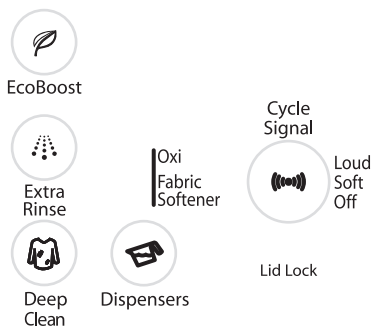 EcoBoost
Cycle
Signal
Oxi
Fabric
Softener
Loud
Soft
Off
Extra
Rinse
Lid Lock
Deep
Clean
Dispensers